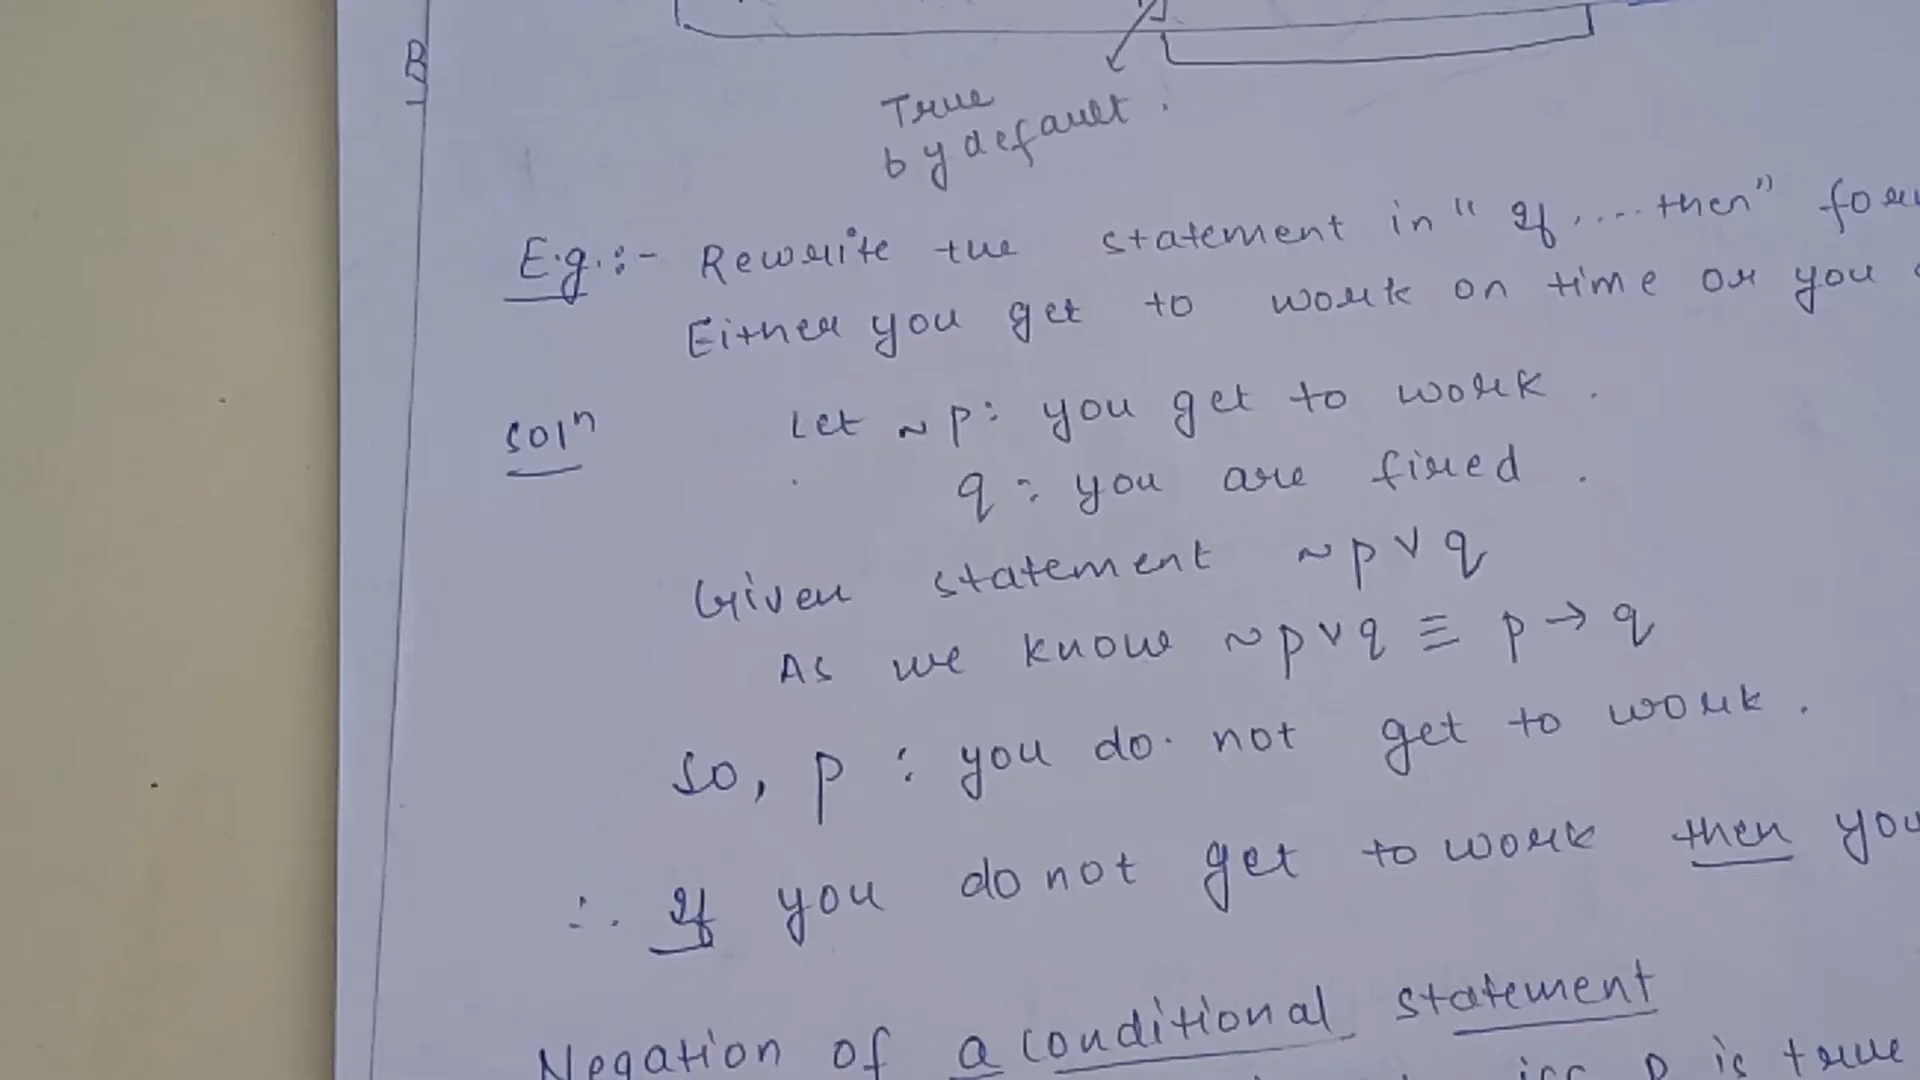 B
True
by default.
E.g.:- Rewrite the statement in "If ....then"
Either you get to work on time or you
soln Let ~p: you get to work.
q: you are fired.
Given statement ~p∨q
As we know ~p∨q ≡ p→q
So, p: you do not get to work.
∴ If you do not get to work then you
Negation of a conditional statement
p is true